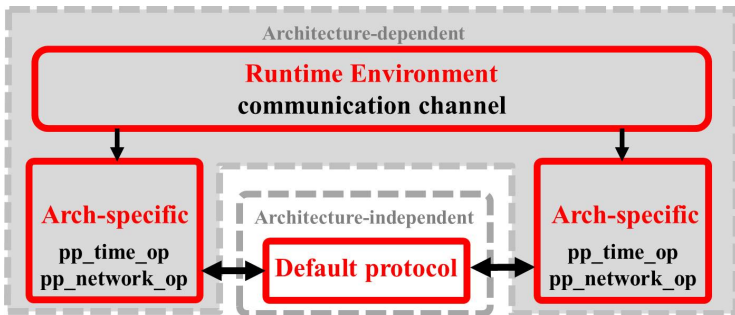 Architecture-dependent
Runtime Environment
communication channel
Arch-specific
pp_time_op
pp_network_op
Architecture-independent
Default protocol
Arch-specific
pp_time_op
pp_network_op